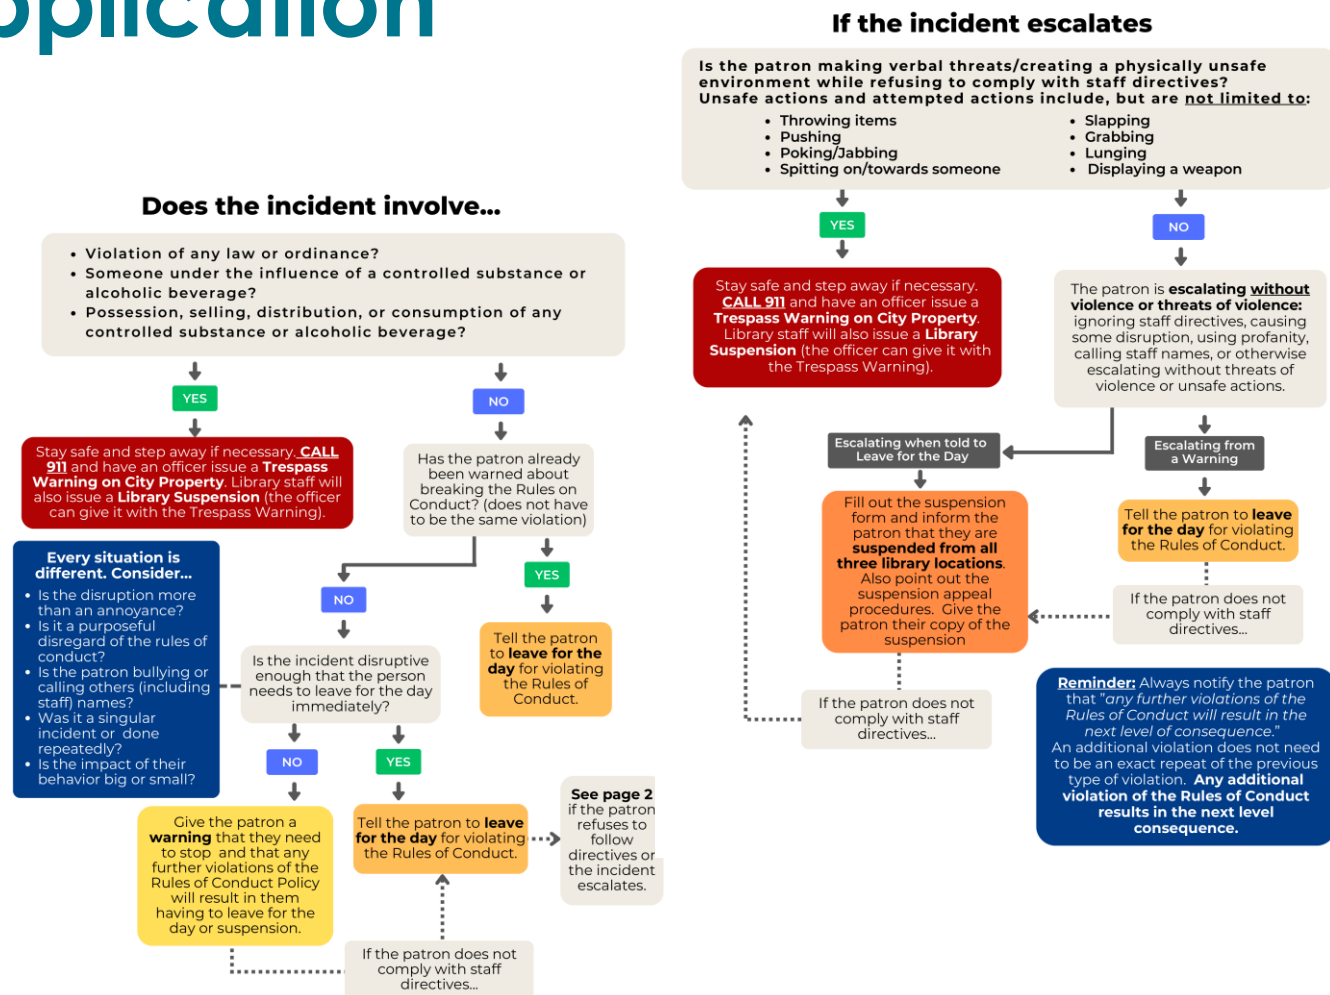 pplication
Does the incident involve...
• Violation of any law or ordinance?
• Someone under the influence of a controlled substance or
alcoholic beverage?
• Possession, selling, distribution, or consumption of any
controlled substance or alcoholic beverage?
YES
NO
Stay safe and step away if necessary. CALL
911 and have an officer issue a Trespass
Warning on City Property. Library staff will
also issue a Library Suspension (the officer
can give it with the Trespass Warning).
Has the patron already
been warned about
breaking the Rules on
Conduct? (does not have
to be the same violation)
Every situation is
different. Consider...
• Is the disruption more
than an annoyance?
• Is it a purposeful
disregard of the rules of
conduct?
• Is the patron bullying or
calling others (including
staff) names?
• Was it a singular
incident or done
repeatedly?
• Is the impact of their
behavior big or small?
NO
YES
Is the incident disruptive
enough that the person
needs to leave for the day
immediately?
Tell the patron
to leave for the
day for violating
the Rules of
Conduct.
NO
YES
Give the patron a
warning that they need
to stop and that any
further violations of the
Rules of Conduct Policy
will result in them
having to leave for the
day or suspension.
Tell the patron to leave
for the day for violating
the Rules of Conduct.
See page 2
if the patron
refuses to
follow
directives or
the incident
escalates.
If the patron does not
comply with staff
directives...
If the incident escalates
Is the patron making verbal threats/creating a physically unsafe
environment while refusing to comply with staff directives?
Unsafe actions and attempted actions include, but are not limited to:
• Throwing items
• Pushing
• Poking/Jabbing
• Spitting on/towards someone
• Slapping
• Grabbing
• Lunging
• Displaying a weapon
YES
NO
Stay safe and step away if necessary.
CALL 911 and have an officer issue a
Trespass Warning on City Property.
Library staff will also issue a Library
Suspension (the officer can give it with
the Trespass Warning).
The patron is escalating without
violence or threats of violence:
ignoring staff directives, causing
some disruption, using profanity,
calling staff names, or otherwise
escalating without threats of
violence or unsafe actions.
Escalating when told to
Leave for the Day
Escalating from
a Warning
Fill out the suspension
form and inform the
patron that they are
suspended from all
three library locations.
Also point out the
suspension appeal
procedures. Give the
patron their copy of the
suspension
Tell the patron to leave
for the day for violating
the Rules of Conduct.
If the patron does not
comply with staff
directives...
If the patron does not
comply with staff
directives...
Reminder: Always notify the patron
that "any further violations of the
Rules of Conduct will result in the
next level of consequence."
An additional violation does not need
to be an exact repeat of the previous
type of violation. Any additional
violation of the Rules of Conduct
results in the next level
consequence.